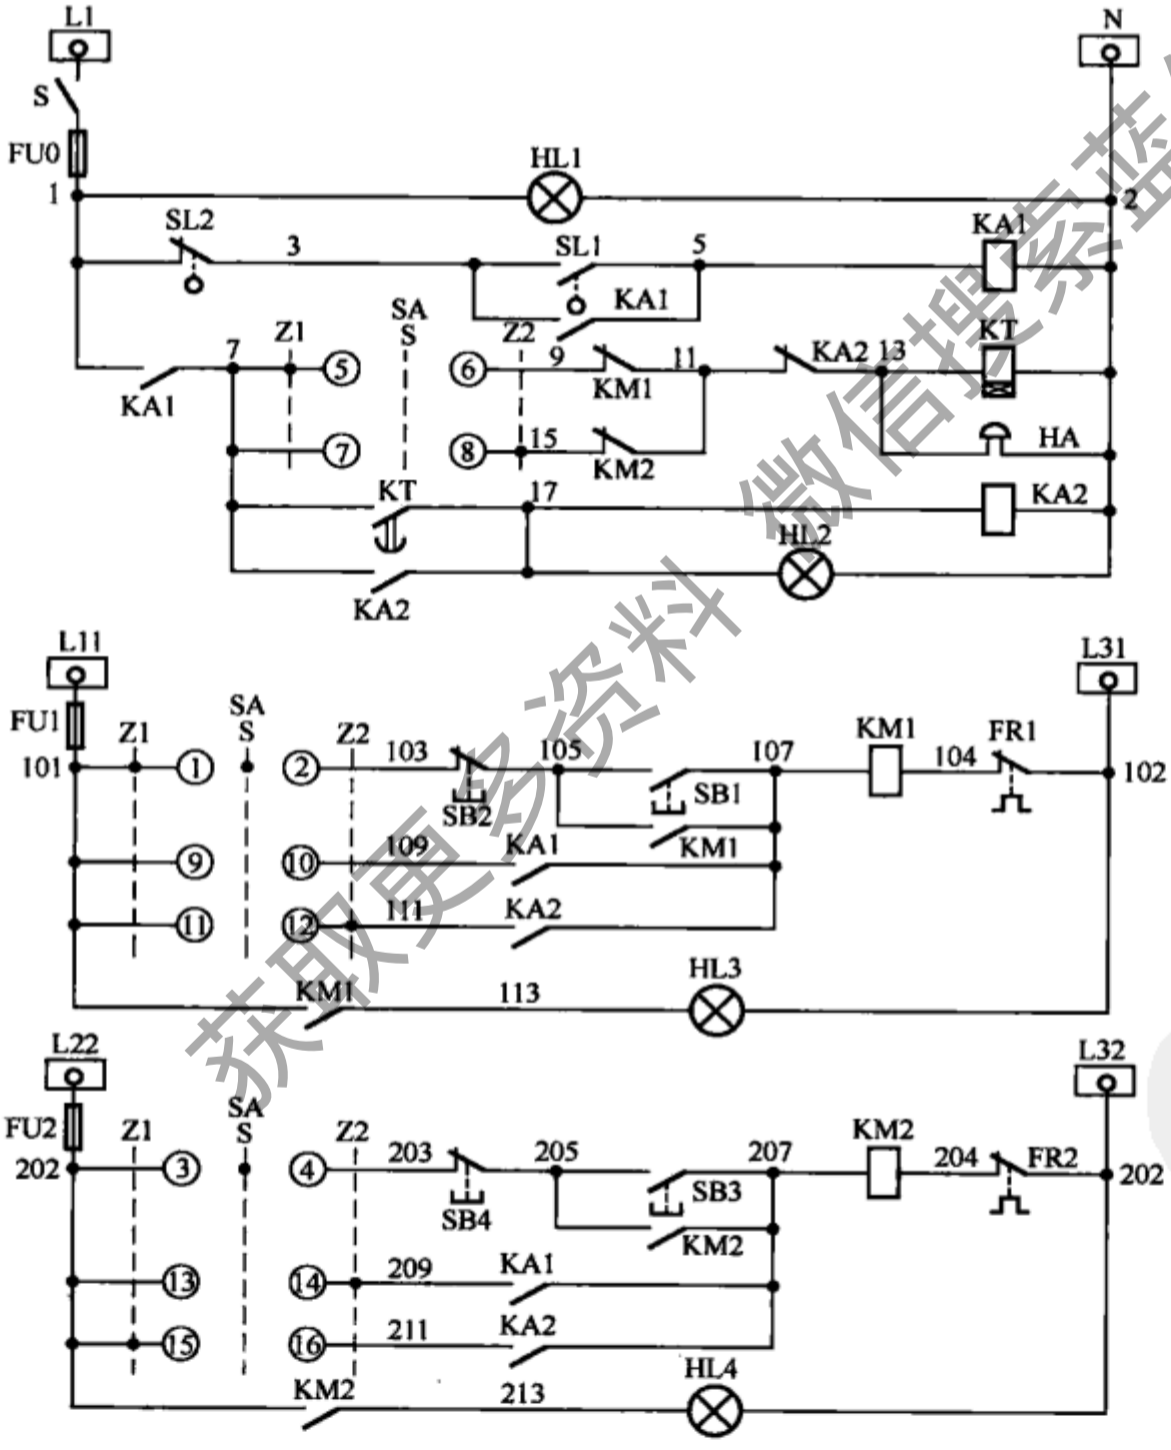 L1
N
S
FU0
HL1
1
2
SL2
3
SL1
5
KA1
KA1
SA
S
Z1
Z2
KT
7
5
6
9
11
KA2
13
KA1
KM1
7
8
15
KM2
HA
KT
17
KA2
HL2
KA2
L11
L31
FU1
SA
S
Z1
Z2
103
105
107
KM1
104
FR1
101
1
2
102
SB2
SB1
9
10
109
KA1
KM1
11
12
111
KA2
KM1
113
HL3
L22
L32
FU2
SA
S
Z1
Z2
203
205
207
KM2
204
FR2
202
3
4
202
SB4
SB3
KM2
13
14
209
KA1
15
16
211
KA2
KM2
213
HL4
获取更多资料 微信搜索蓝